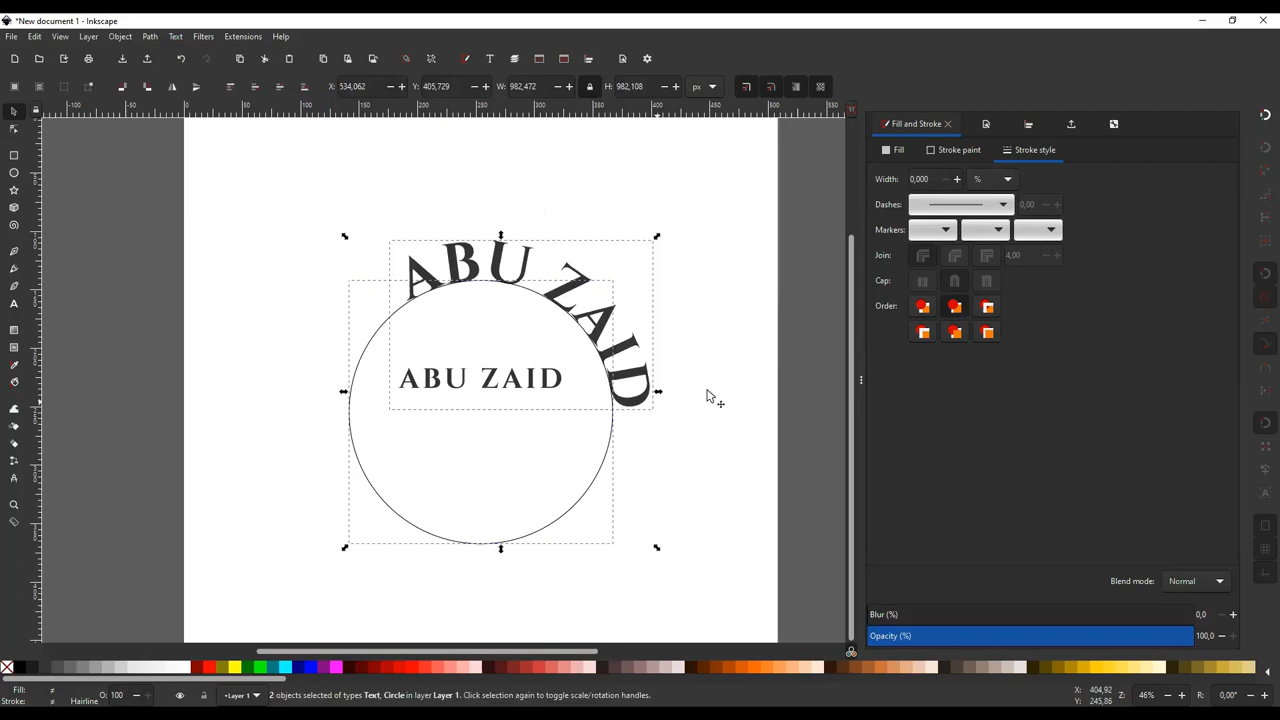 *New document 1 - Inkscape
File Edit View Layer Object Path Text Filters Extensions Help
X: 534,062 Y: 405,729 W: 982,472 H: 982,108 px
Fill and Stroke
Fill Stroke paint Stroke style
Width: 0,000 %
Dashes: 0,00
Markers:
Join: 4,00
Cap:
Order:
ABU ZAID
ABU ZAID
Blend mode: Normal
Blur (%) 0,0
Opacity (%) 100,0
Fill: O: 100 Layer 1 2 objects selected of types Text, Circle in layer Layer 1. Click selection again to toggle scale/rotation handles. X: 404,92 Z: 46% R: 0,00°
Stroke: Hairline Y: 245,86